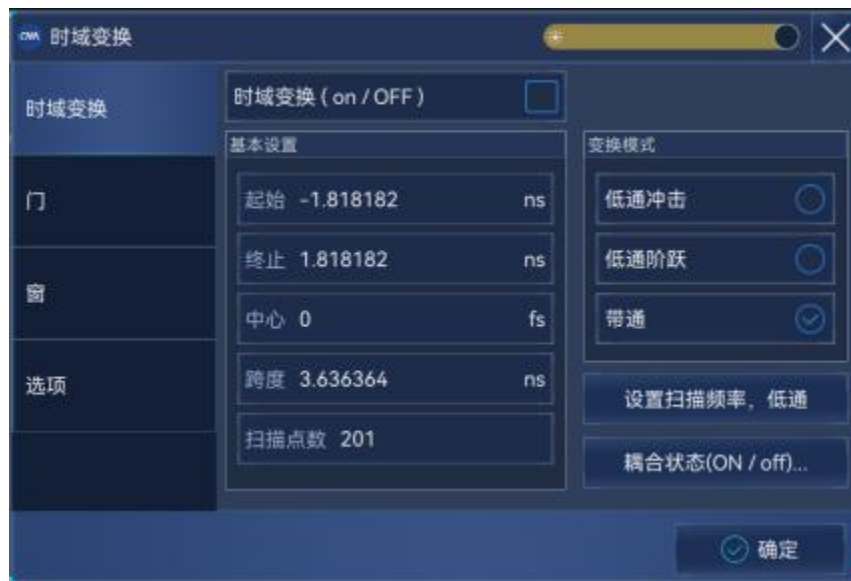 CNA 时域变换
时域变换
门
窗
选项
时域变换 ( on / OFF )
基本设置
起始 -1.818182 ns
终止 1.818182 ns
中心 0 fs
跨度 3.636364 ns
扫描点数 201
变换模式
低通冲击
低通阶跃
带通
设置扫描频率，低通
耦合状态(ON / off)...
确定